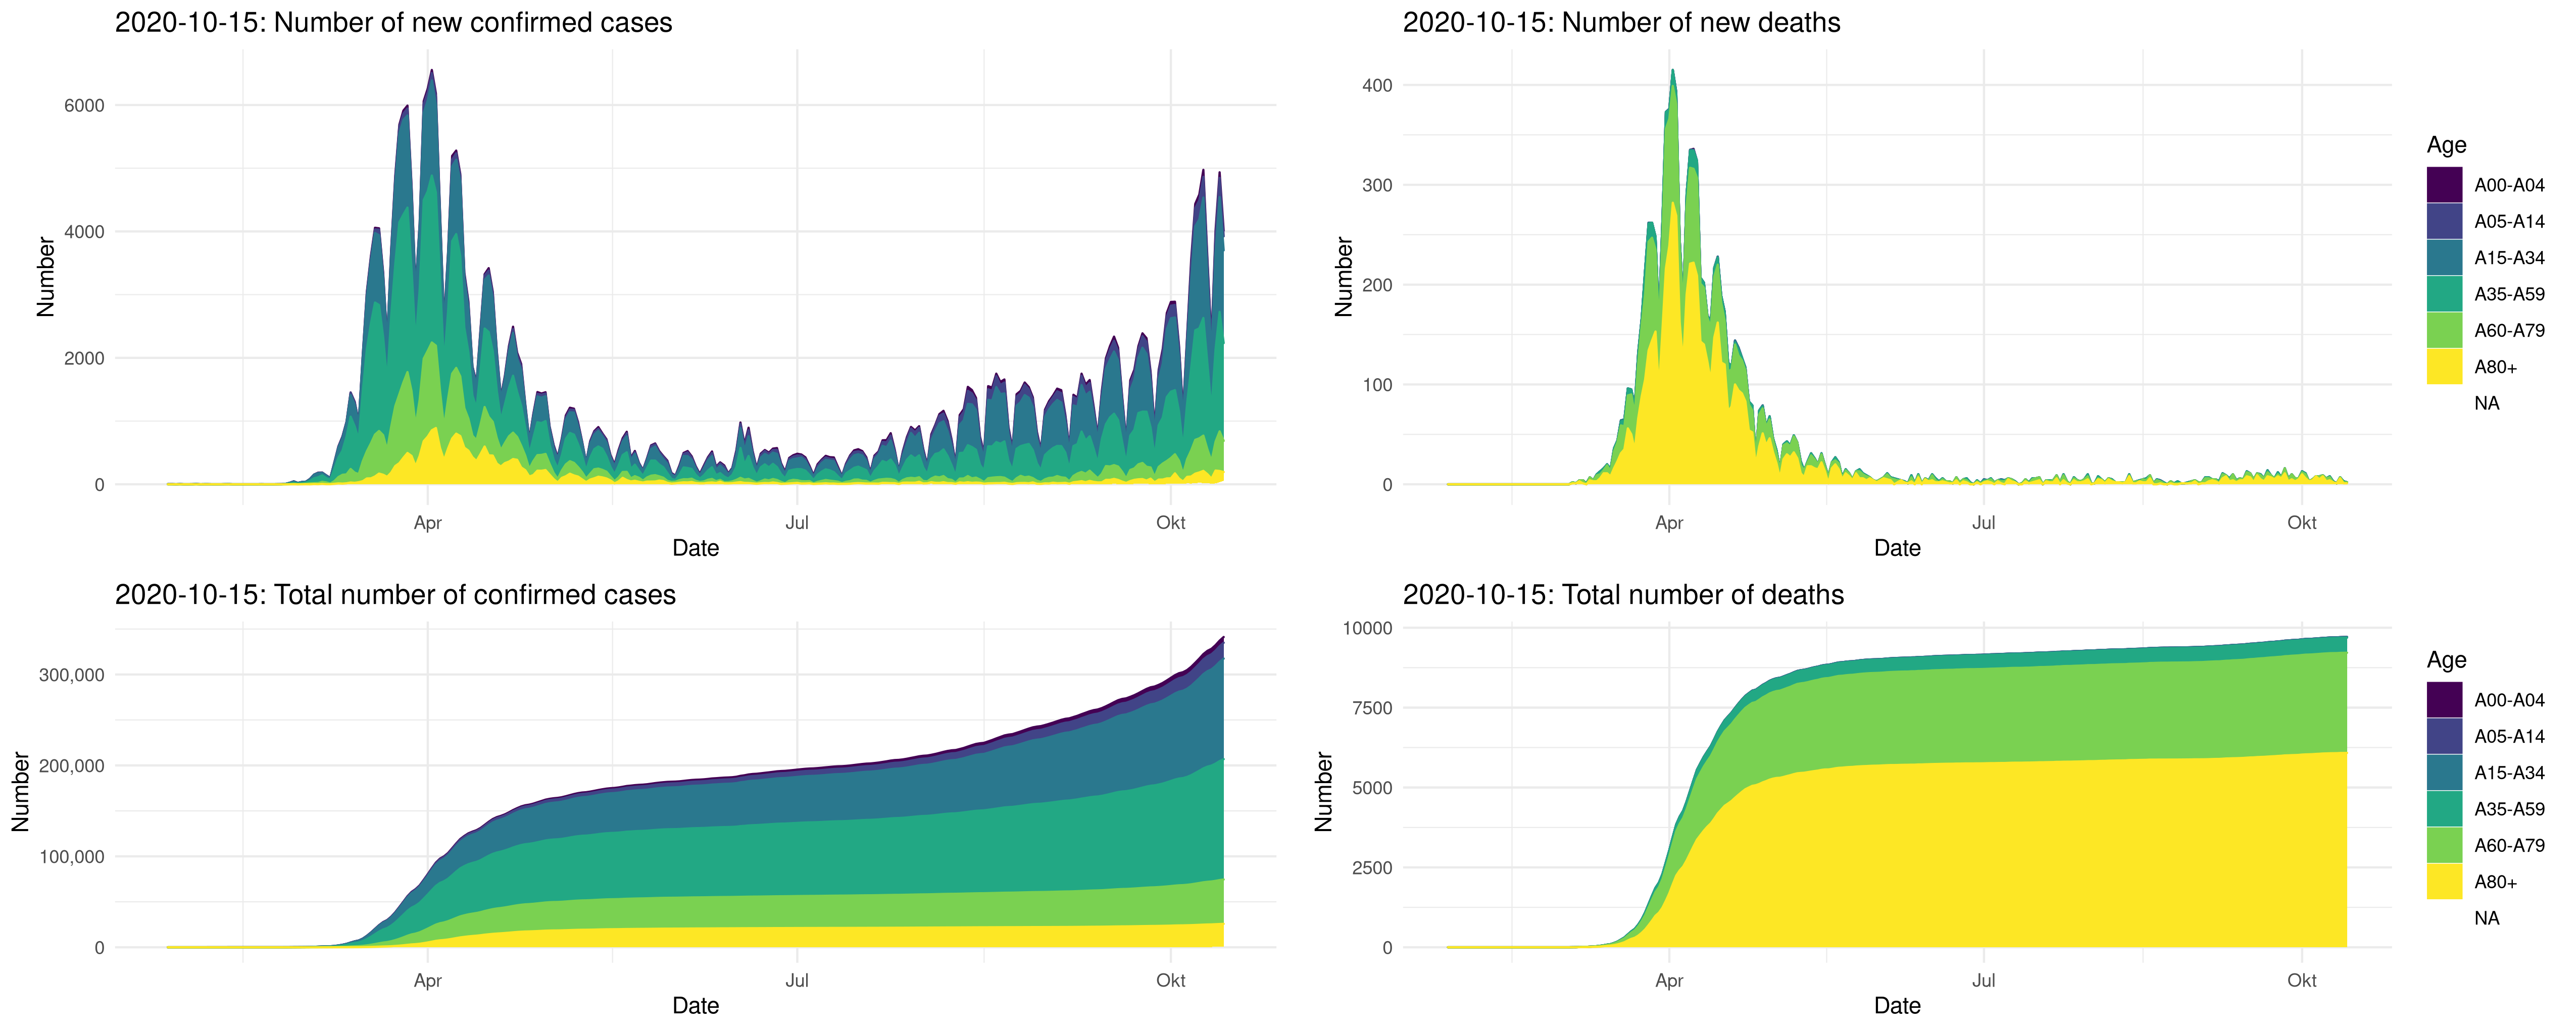 2020-10-15: Number of new confirmed cases
Number
6000
4000
2000
0
Apr
Jul
Okt
Date
2020-10-15: Number of new deaths
Number
400
300
200
100
0
Apr
Jul
Okt
Date
Age
A00-A04
A05-A14
A15-A34
A35-A59
A60-A79
A80+
NA
2020-10-15: Total number of confirmed cases
Number
300,000
200,000
100,000
0
Apr
Jul
Okt
Date
2020-10-15: Total number of deaths
Number
10000
7500
5000
2500
0
Apr
Jul
Okt
Date
Age
A00-A04
A05-A14
A15-A34
A35-A59
A60-A79
A80+
NA